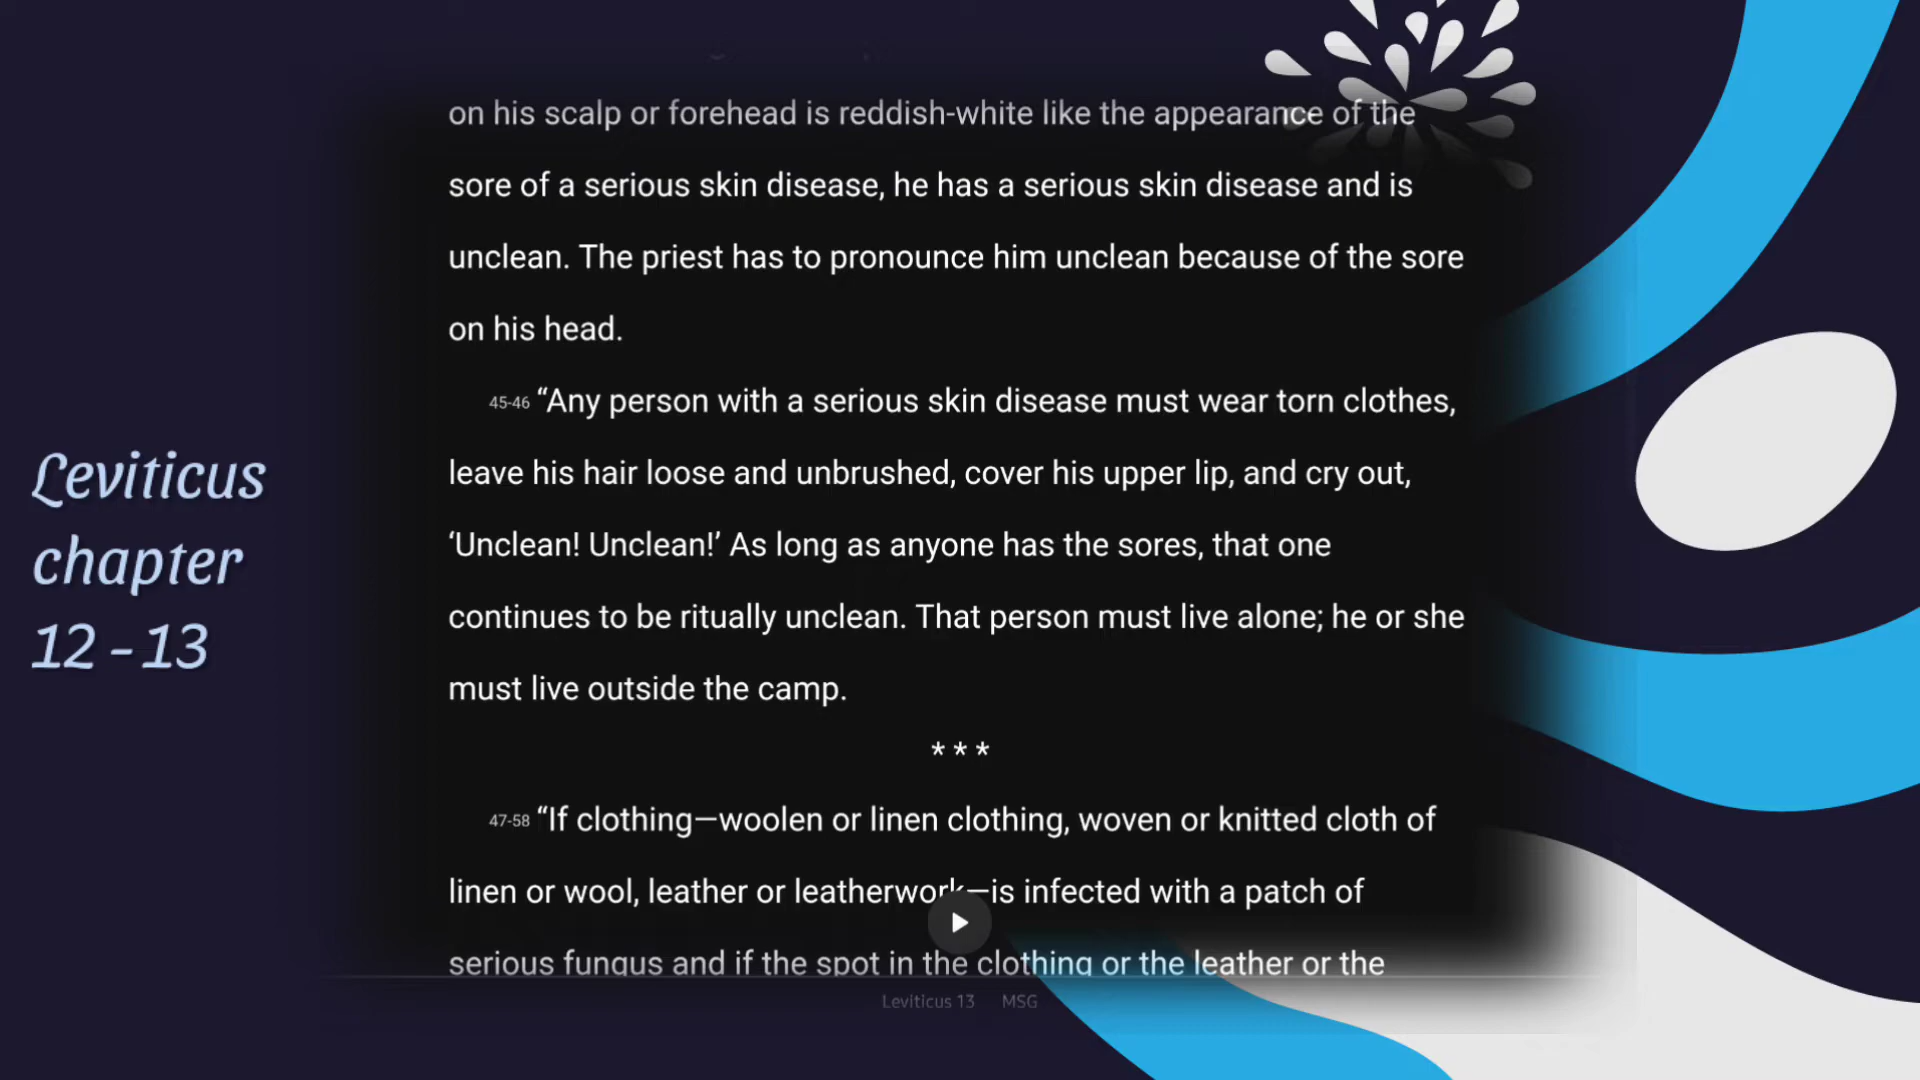 on his scalp or forehead is reddish-white like the appearance of the
sore of a serious skin disease, he has a serious skin disease and is
unclean. The priest has to pronounce him unclean because of the sore
on his head.
45-46 “Any person with a serious skin disease must wear torn clothes,
leave his hair loose and unbrushed, cover his upper lip, and cry out,
‘Unclean! Unclean!’ As long as anyone has the sores, that one
continues to be ritually unclean. That person must live alone; he or she
must live outside the camp.
* * *
47-58 “If clothing—woolen or linen clothing, woven or knitted cloth of
linen or wool, leather or leatherwork—is infected with a patch of
serious fungus and if the spot in the clothing or the leather or the
Leviticus 13 MSG
Leviticus
chapter
12 - 13